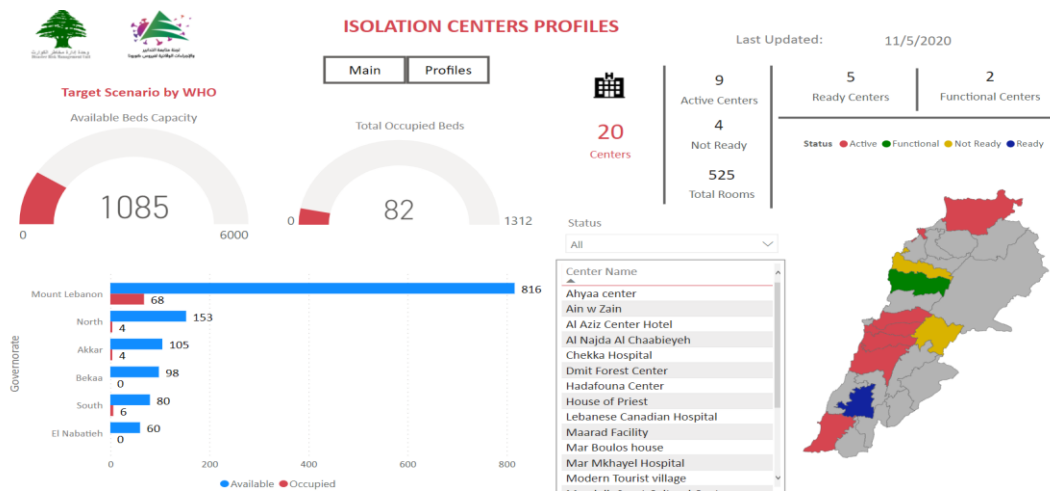 ISOLATION CENTERS PROFILES
Last Updated: 11/5/2020
Main
Profiles
Target Scenario by WHO
Available Beds Capacity
1085
0
6000
Total Occupied Beds
82
0
1312
20
Centers
9
Active Centers
4
Not Ready
525
Total Rooms
5
Ready Centers
2
Functional Centers
Status Active Functional Not Ready Ready
Status
All
Center Name
Ahyaa center
Ain w Zain
Al Aziz Center Hotel
Al Najda Al Chaabieyeh
Chekka Hospital
Dmit Forest Center
Hadafouna Center
House of Priest
Lebanese Canadian Hospital
Maarad Facility
Mar Boulos house
Mar Mkhayel Hospital
Modern Tourist village
Governorate
Mount Lebanon 816
68
North 153
4
Akkar 105
4
Bekaa 98
0
South 80
6
El Nabatieh 60
0
0 200 400 600 800
Available Occupied